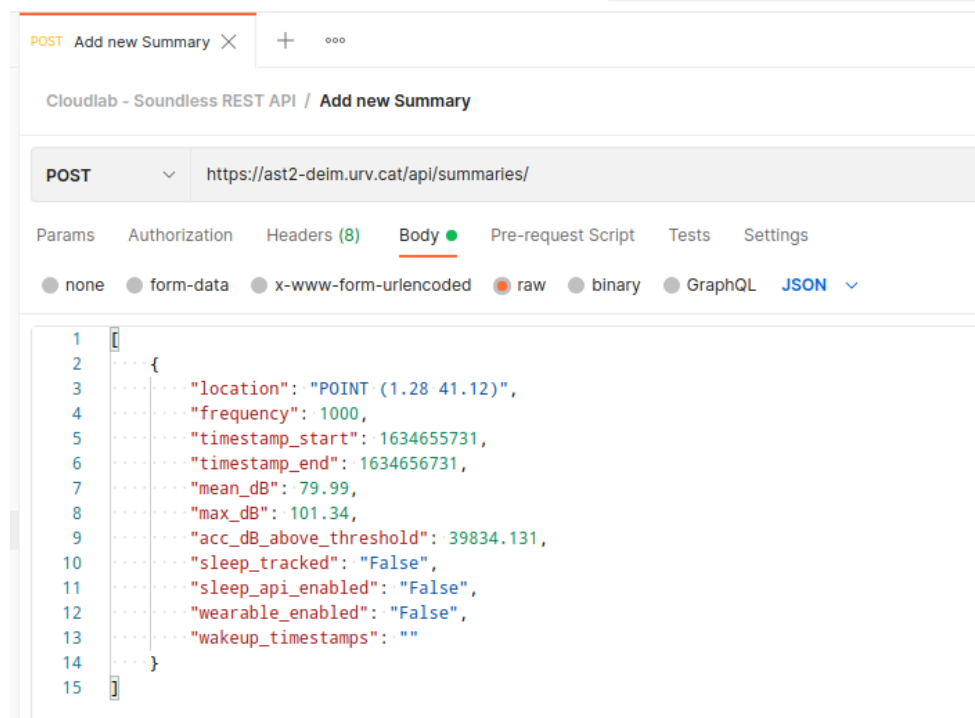 POST Add new Summary
Cloudlab - Soundless REST API / Add new Summary
POST https://ast2-deim.urv.cat/api/summaries/
Params Authorization Headers (8) Body Pre-request Script Tests Settings
none form-data x-www-form-urlencoded raw binary GraphQL JSON
1 [
2 {
3 "location": "POINT (1.28 41.12)",
4 "frequency": 1000,
5 "timestamp_start": 1634655731,
6 "timestamp_end": 1634656731,
7 "mean_dB": 79.99,
8 "max_dB": 101.34,
9 "acc_dB_above_threshold": 39834.131,
10 "sleep_tracked": "False",
11 "sleep_api_enabled": "False",
12 "wearable_enabled": "False",
13 "wakeup_timestamps": ""
14 }
15 ]